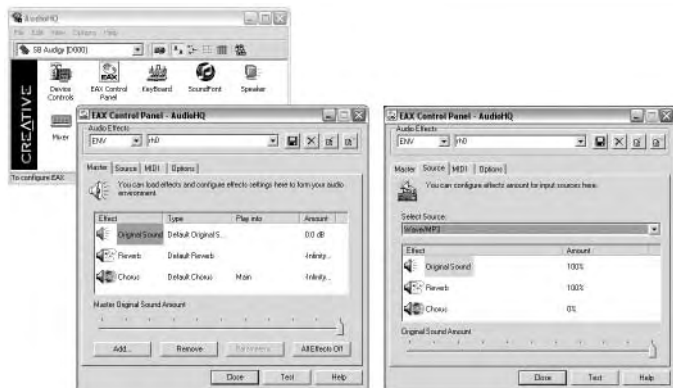 AudioHQ
File Edit View Options Help
SB Audigy [D000]
CREATIVE
Device Controls
EAX Control Panel
KeyBoard
SoundFont
Speaker
Mixer
To configure EAX
EAX Control Panel - AudioHQ
Audio Effects
ENV
Master Source MIDI Options
You can load effects and configure effects settings here to form your audio
environment.
Effect Type Play into Amount
Original Sound Default Original S... 0.0 dB
Reverb Default Reverb -Infinity...
Chorus Default Chorus Main -Infinity...
Master Original Sound Amount
Add... Remove All Effects Off
Close Test Help
EAX Control Panel - AudioHQ
Audio Effects
ENV
Master Source MIDI Options
You can configure effects amount for input sources here.
Select Source:
Wave/MP3
Effect Amount
Original Sound 100%
Reverb 100%
Chorus 0%
Original Sound Amount
Close Test Help